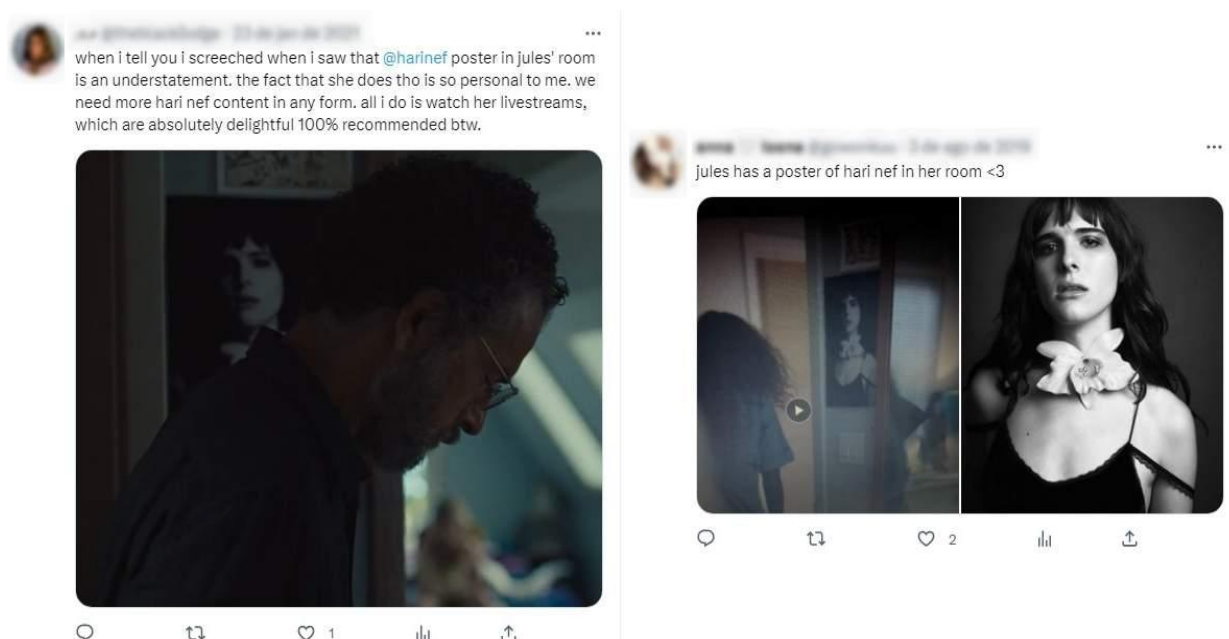 when i tell you i screeched when i saw that @harinef poster in jules' room
is an understatement. the fact that she does tho is so personal to me. we
need more hari nef content in any form. all i do is watch her livestreams,
which are absolutely delightful 100% recommended btw.
1
jules has a poster of hari nef in her room <3
2